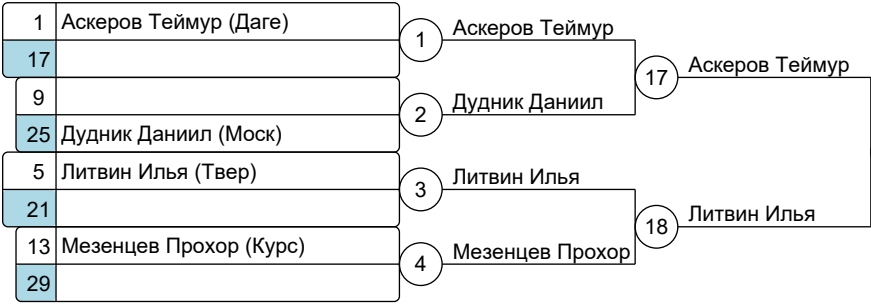 1 Аскеров Теймур (Даге)
17
9
25 Дудник Даниил (Моск)
5 Литвин Илья (Твер)
21
13 Мезенцев Прохор (Курс)
29
1 Аскеров Теймур
2 Дудник Даниил
3 Литвин Илья
4 Мезенцев Прохор
17 Аскеров Теймур
18 Литвин Илья